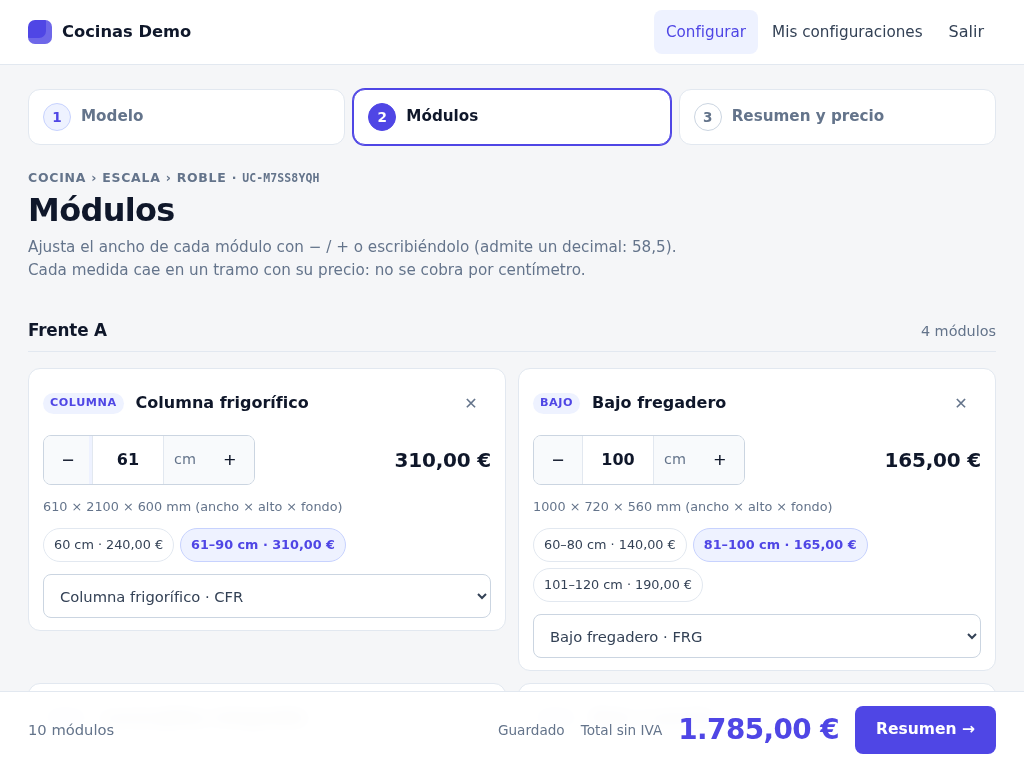 Cocinas Demo
Configurar
Mis configuraciones
Salir
1 Modelo
2 Módulos
3 Resumen y precio
COCINA › ESCALA › ROBLE · UC-M7SS8YQH
Módulos
Ajusta el ancho de cada módulo con − / + o escribiéndolo (admite un decimal: 58,5).
Cada medida cae en un tramo con su precio: no se cobra por centímetro.
Frente A
4 módulos
COLUMNA Columna frigorífico ✕
− 61 cm + 310,00 €
610 × 2100 × 600 mm (ancho × alto × fondo)
60 cm · 240,00 € 61–90 cm · 310,00 €
Columna frigorífico · CFR
BAJO Bajo fregadero ✕
− 100 cm + 165,00 €
1000 × 720 × 560 mm (ancho × alto × fondo)
60–80 cm · 140,00 € 81–100 cm · 165,00 €
101–120 cm · 190,00 €
Bajo fregadero · FRG
10 módulos
Guardado
Total sin IVA
1.785,00 €
Resumen →